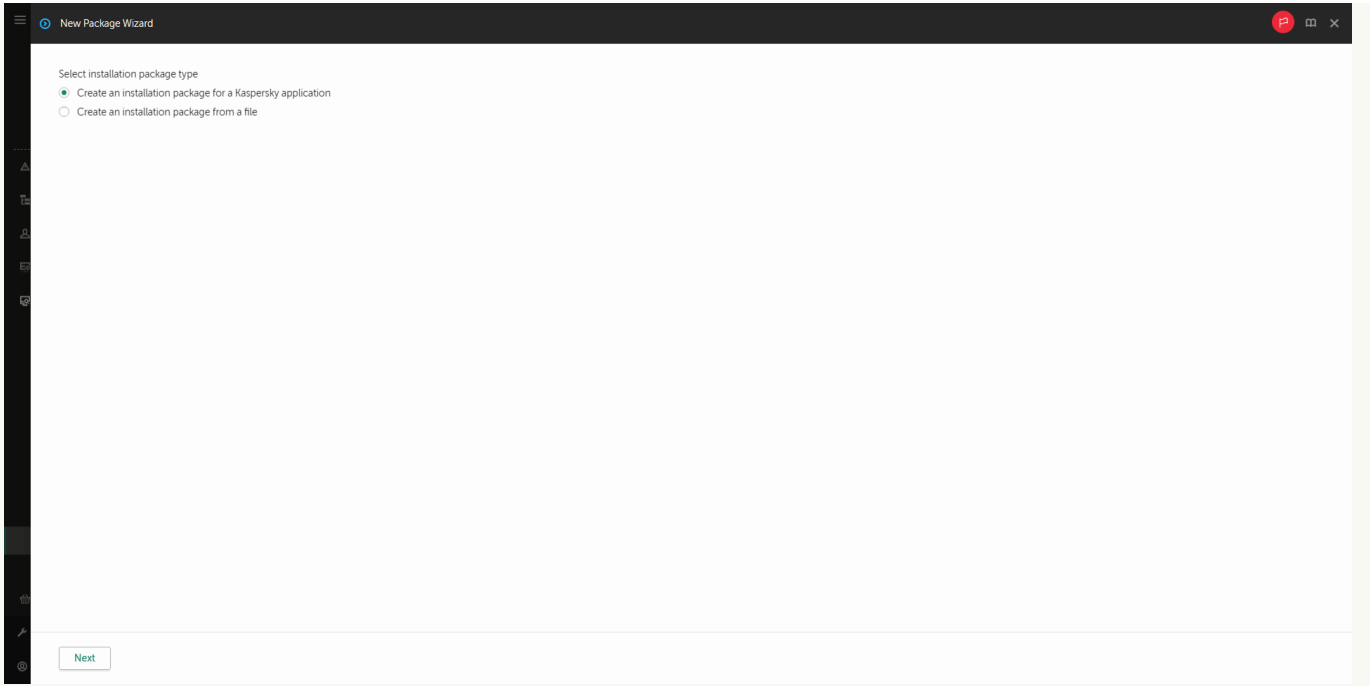 New Package Wizard
Select installation package type
Create an installation package for a Kaspersky application
Create an installation package from a file
Next